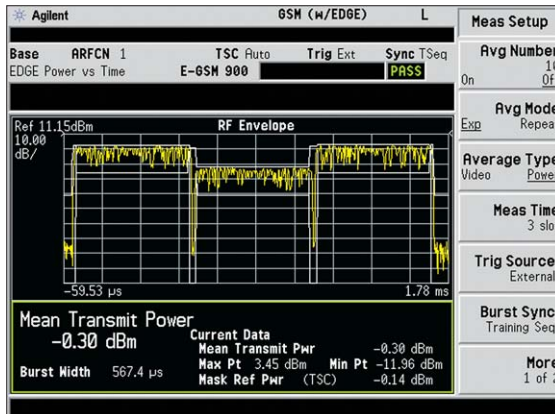 Agilent GSM (w/EDGE) L Meas Setup
Base ARFCN 1 TSC Auto Trig Ext Sync TSeq
EDGE Power vs Time E-GSM 900 PASS
Avg Number
On
Avg Mode
Exp
Average Type
Video
Meas Time
Trig Source
External
Burst Sync
Training Seq
More
1 of
Ref 11.15dBm RF Envelope
10.00
dB/
-59.53 µs 1.78 ms
Mean Transmit Power
-0.30 dBm
Burst Width 567.4 µs
Current Data
Mean Transmit Pwr -0.30 dBm
Max Pt 3.45 dBm Min Pt -11.96 dBm
Mask Ref Pwr (TSC) -0.14 dBm